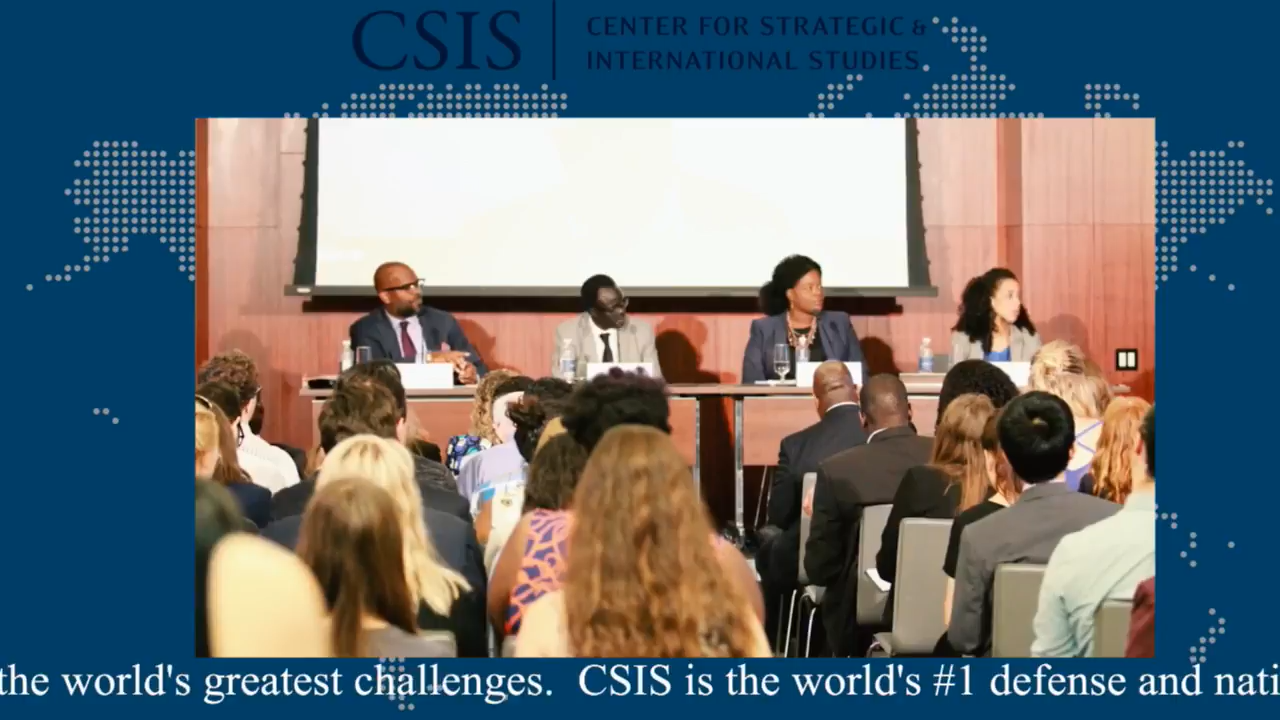 CSIS
CENTER FOR STRATEGIC &
INTERNATIONAL STUDIES
the world's greatest challenges. CSIS is the world's #1 defense and nati